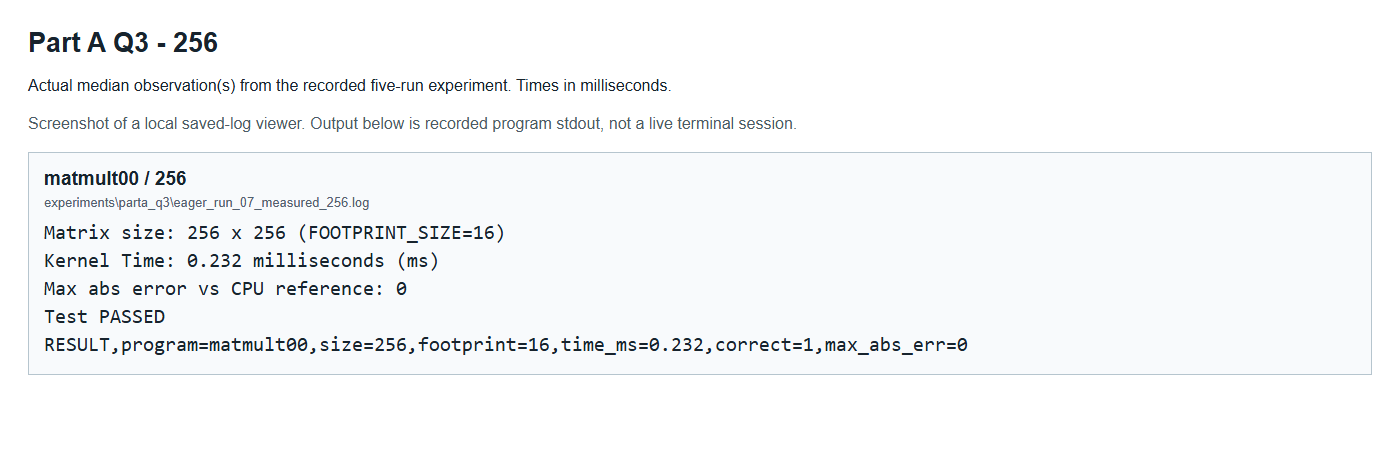 Part A Q3 - 256
Actual median observation(s) from the recorded five-run experiment. Times in milliseconds.
Screenshot of a local saved-log viewer. Output below is recorded program stdout, not a live terminal session.
matmult00 / 256
experiments\parta_q3\eager_run_07_measured_256.log
Matrix size: 256 x 256 (FOOTPRINT_SIZE=16)
Kernel Time: 0.232 milliseconds (ms)
Max abs error vs CPU reference: 0
Test PASSED
RESULT,program=matmult00,size=256,footprint=16,time_ms=0.232,correct=1,max_abs_err=0